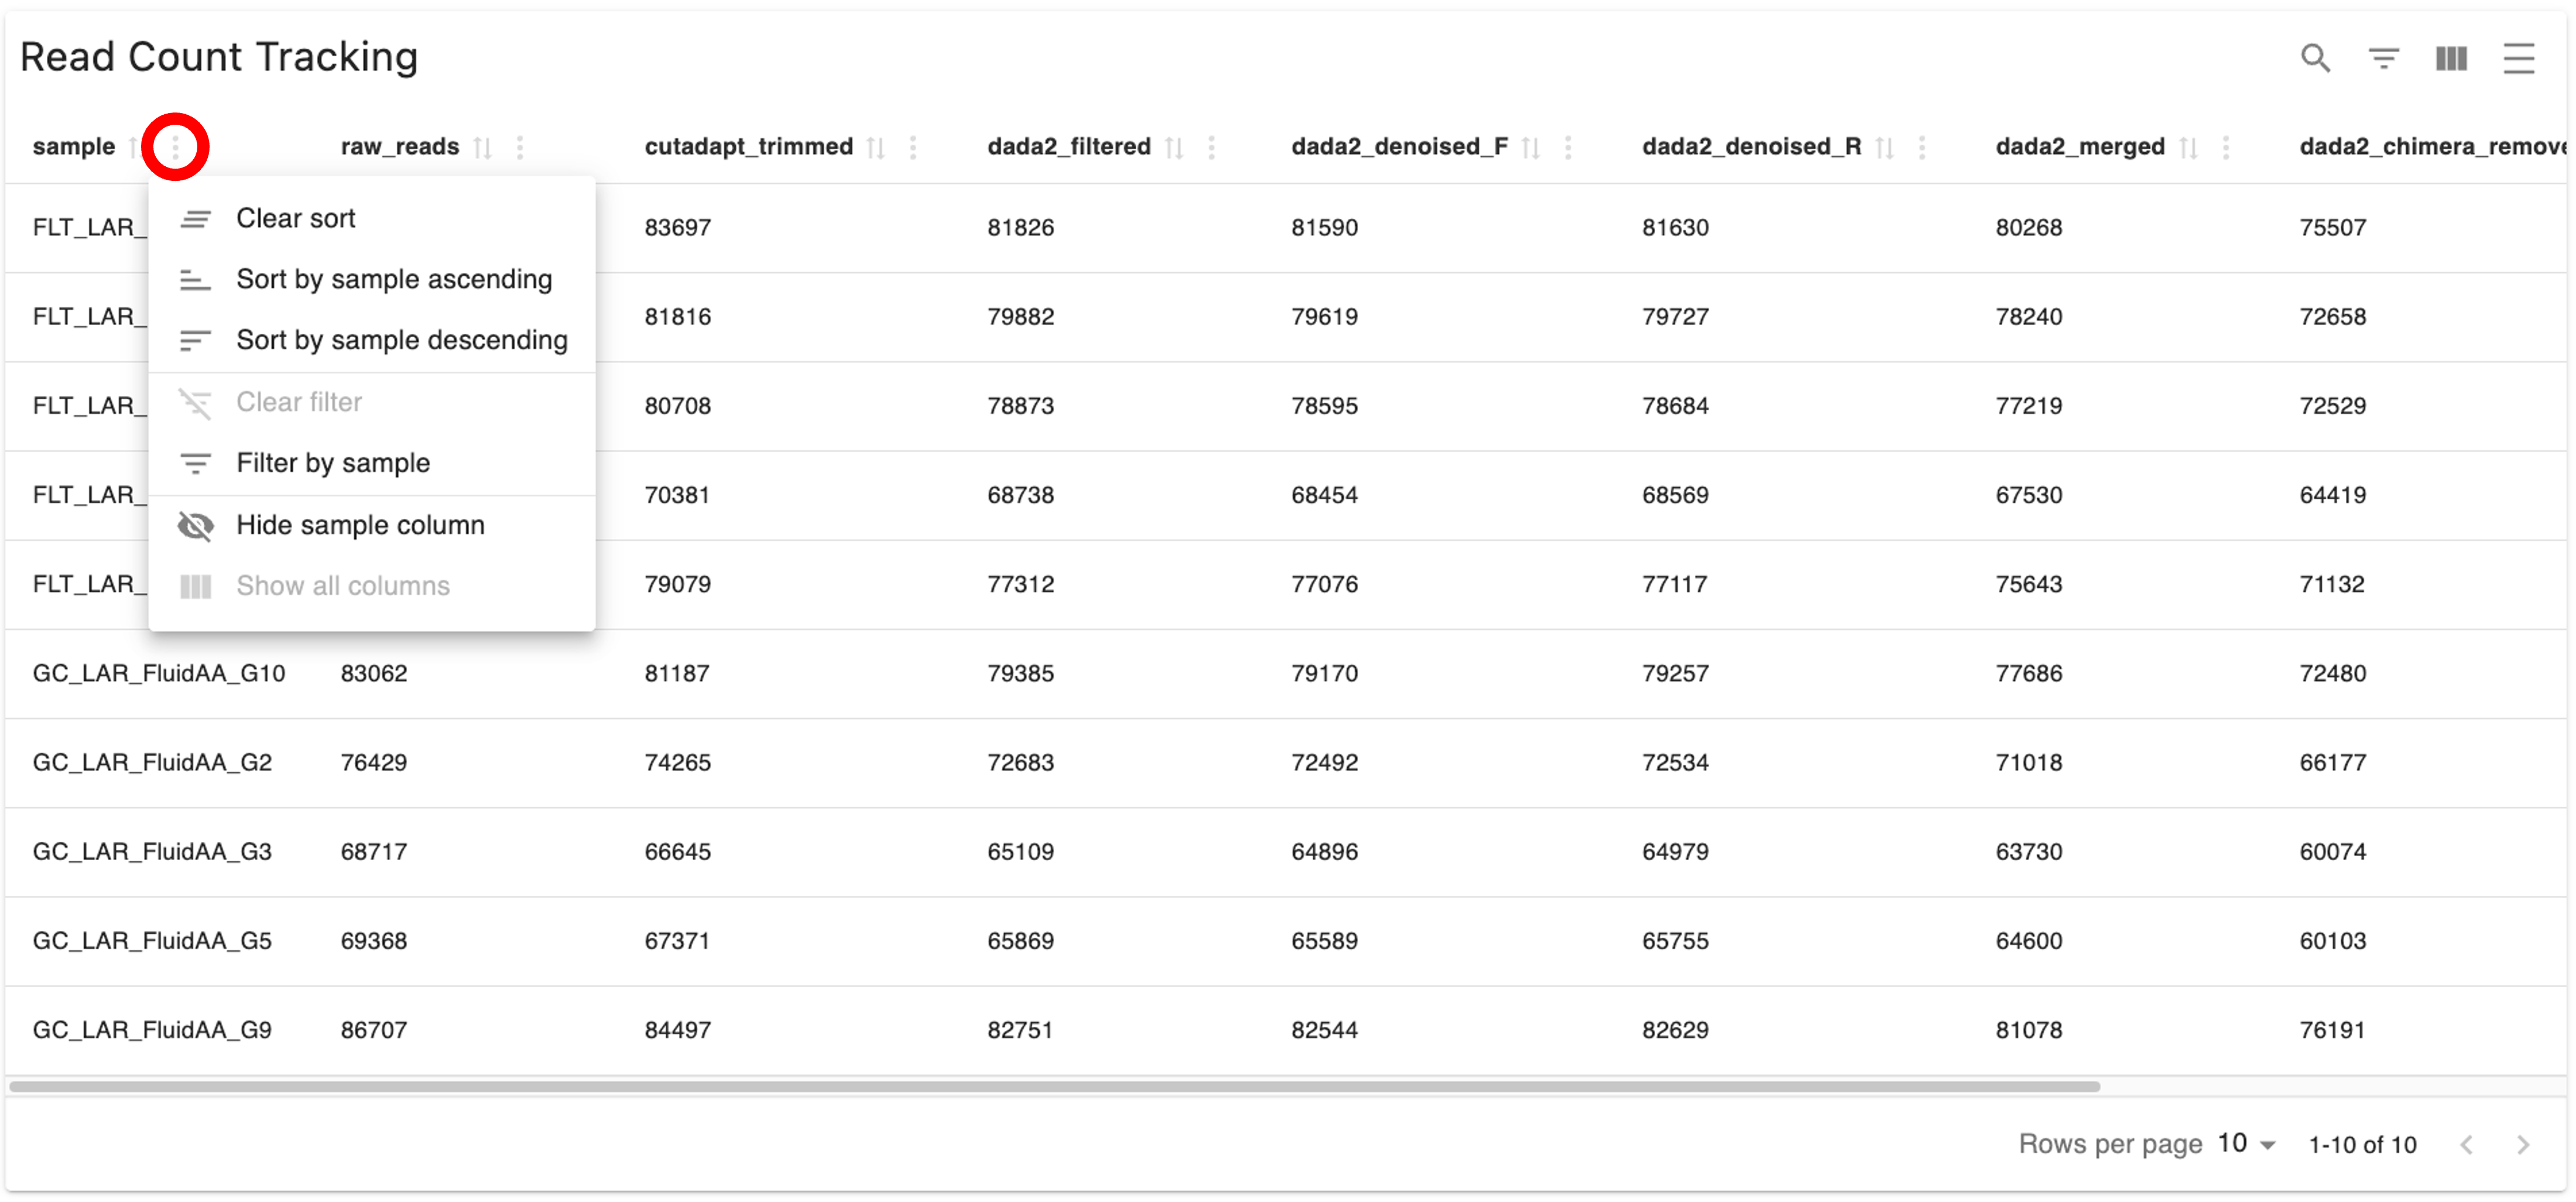 Read Count Tracking
sample raw_reads cutadapt_trimmed dada2_filtered dada2_denoised_F dada2_denoised_R dada2_merged dada2_chimera_remove
Clear sort
FLT_LAR_ 83697 81826 81590 81630 80268 75507
Sort by sample ascending
FLT_LAR_ 81816 79882 79619 79727 78240 72658
Sort by sample descending
Clear filter
FLT_LAR_ 80708 78873 78595 78684 77219 72529
Filter by sample
FLT_LAR_ 70381 68738 68454 68569 67530 64419
Hide sample column
FLT_LAR_ 79079 77312 77076 77117 75643 71132
Show all columns
GC_LAR_FluidAA_G10 83062 81187 79385 79170 79257 77686 72480
GC_LAR_FluidAA_G2 76429 74265 72683 72492 72534 71018 66177
GC_LAR_FluidAA_G3 68717 66645 65109 64896 64979 63730 60074
GC_LAR_FluidAA_G5 69368 67371 65869 65589 65755 64600 60103
GC_LAR_FluidAA_G9 86707 84497 82751 82544 82629 81078 76191
Rows per page 10 1-10 of 10